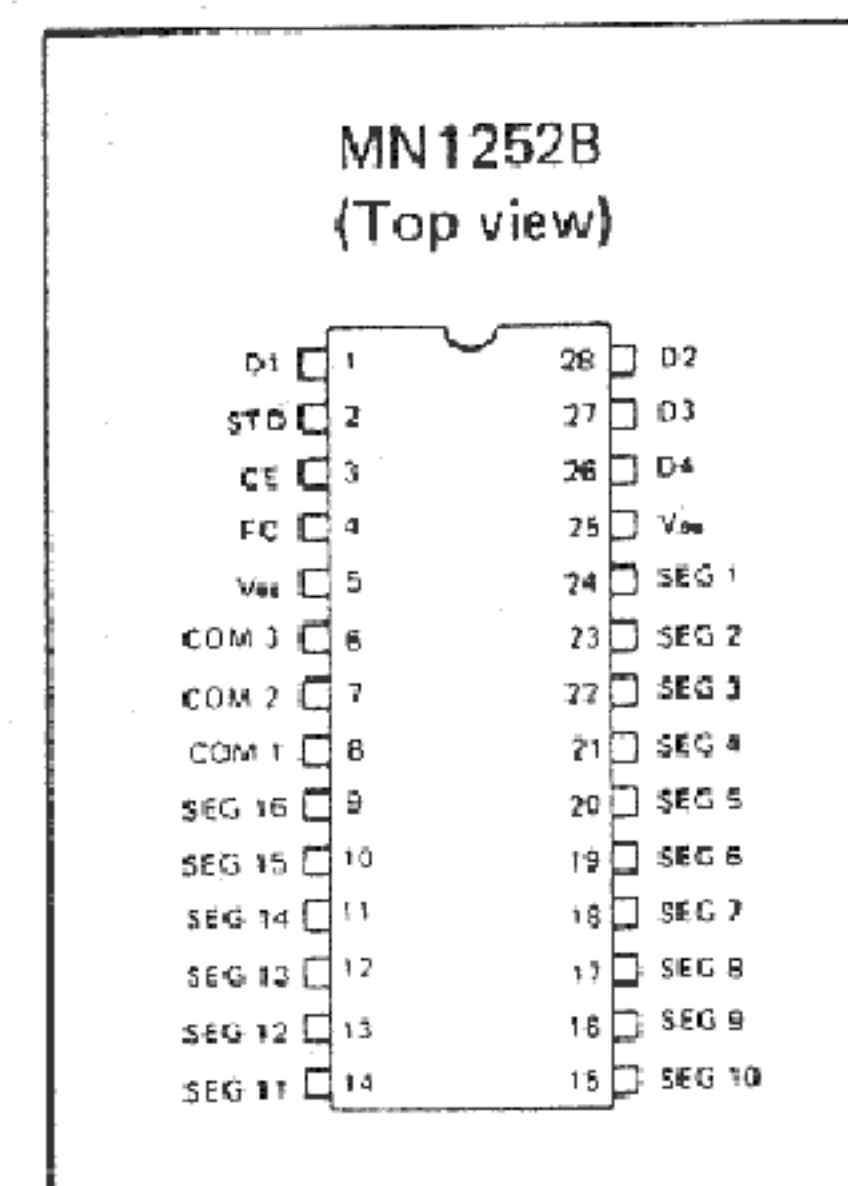 MN1252B
(Top view)
D1 1 28 D2
STB 2 27 D3
CE 3 26 D4
FC 4 25
5 24 SEG 1
COM 3 6 23 SEG 2
COM 2 7 22 SEG 3
COM 1 8 21 SEG 4
SEG 16 9 20 SEG 5
SEG 15 10 19 SEG 6
SEG 14 11 18 SEG 7
SEG 13 12 17 SEG 8
SEG 12 13 16 SEG 9
SEG 11 14 15 SEG 10